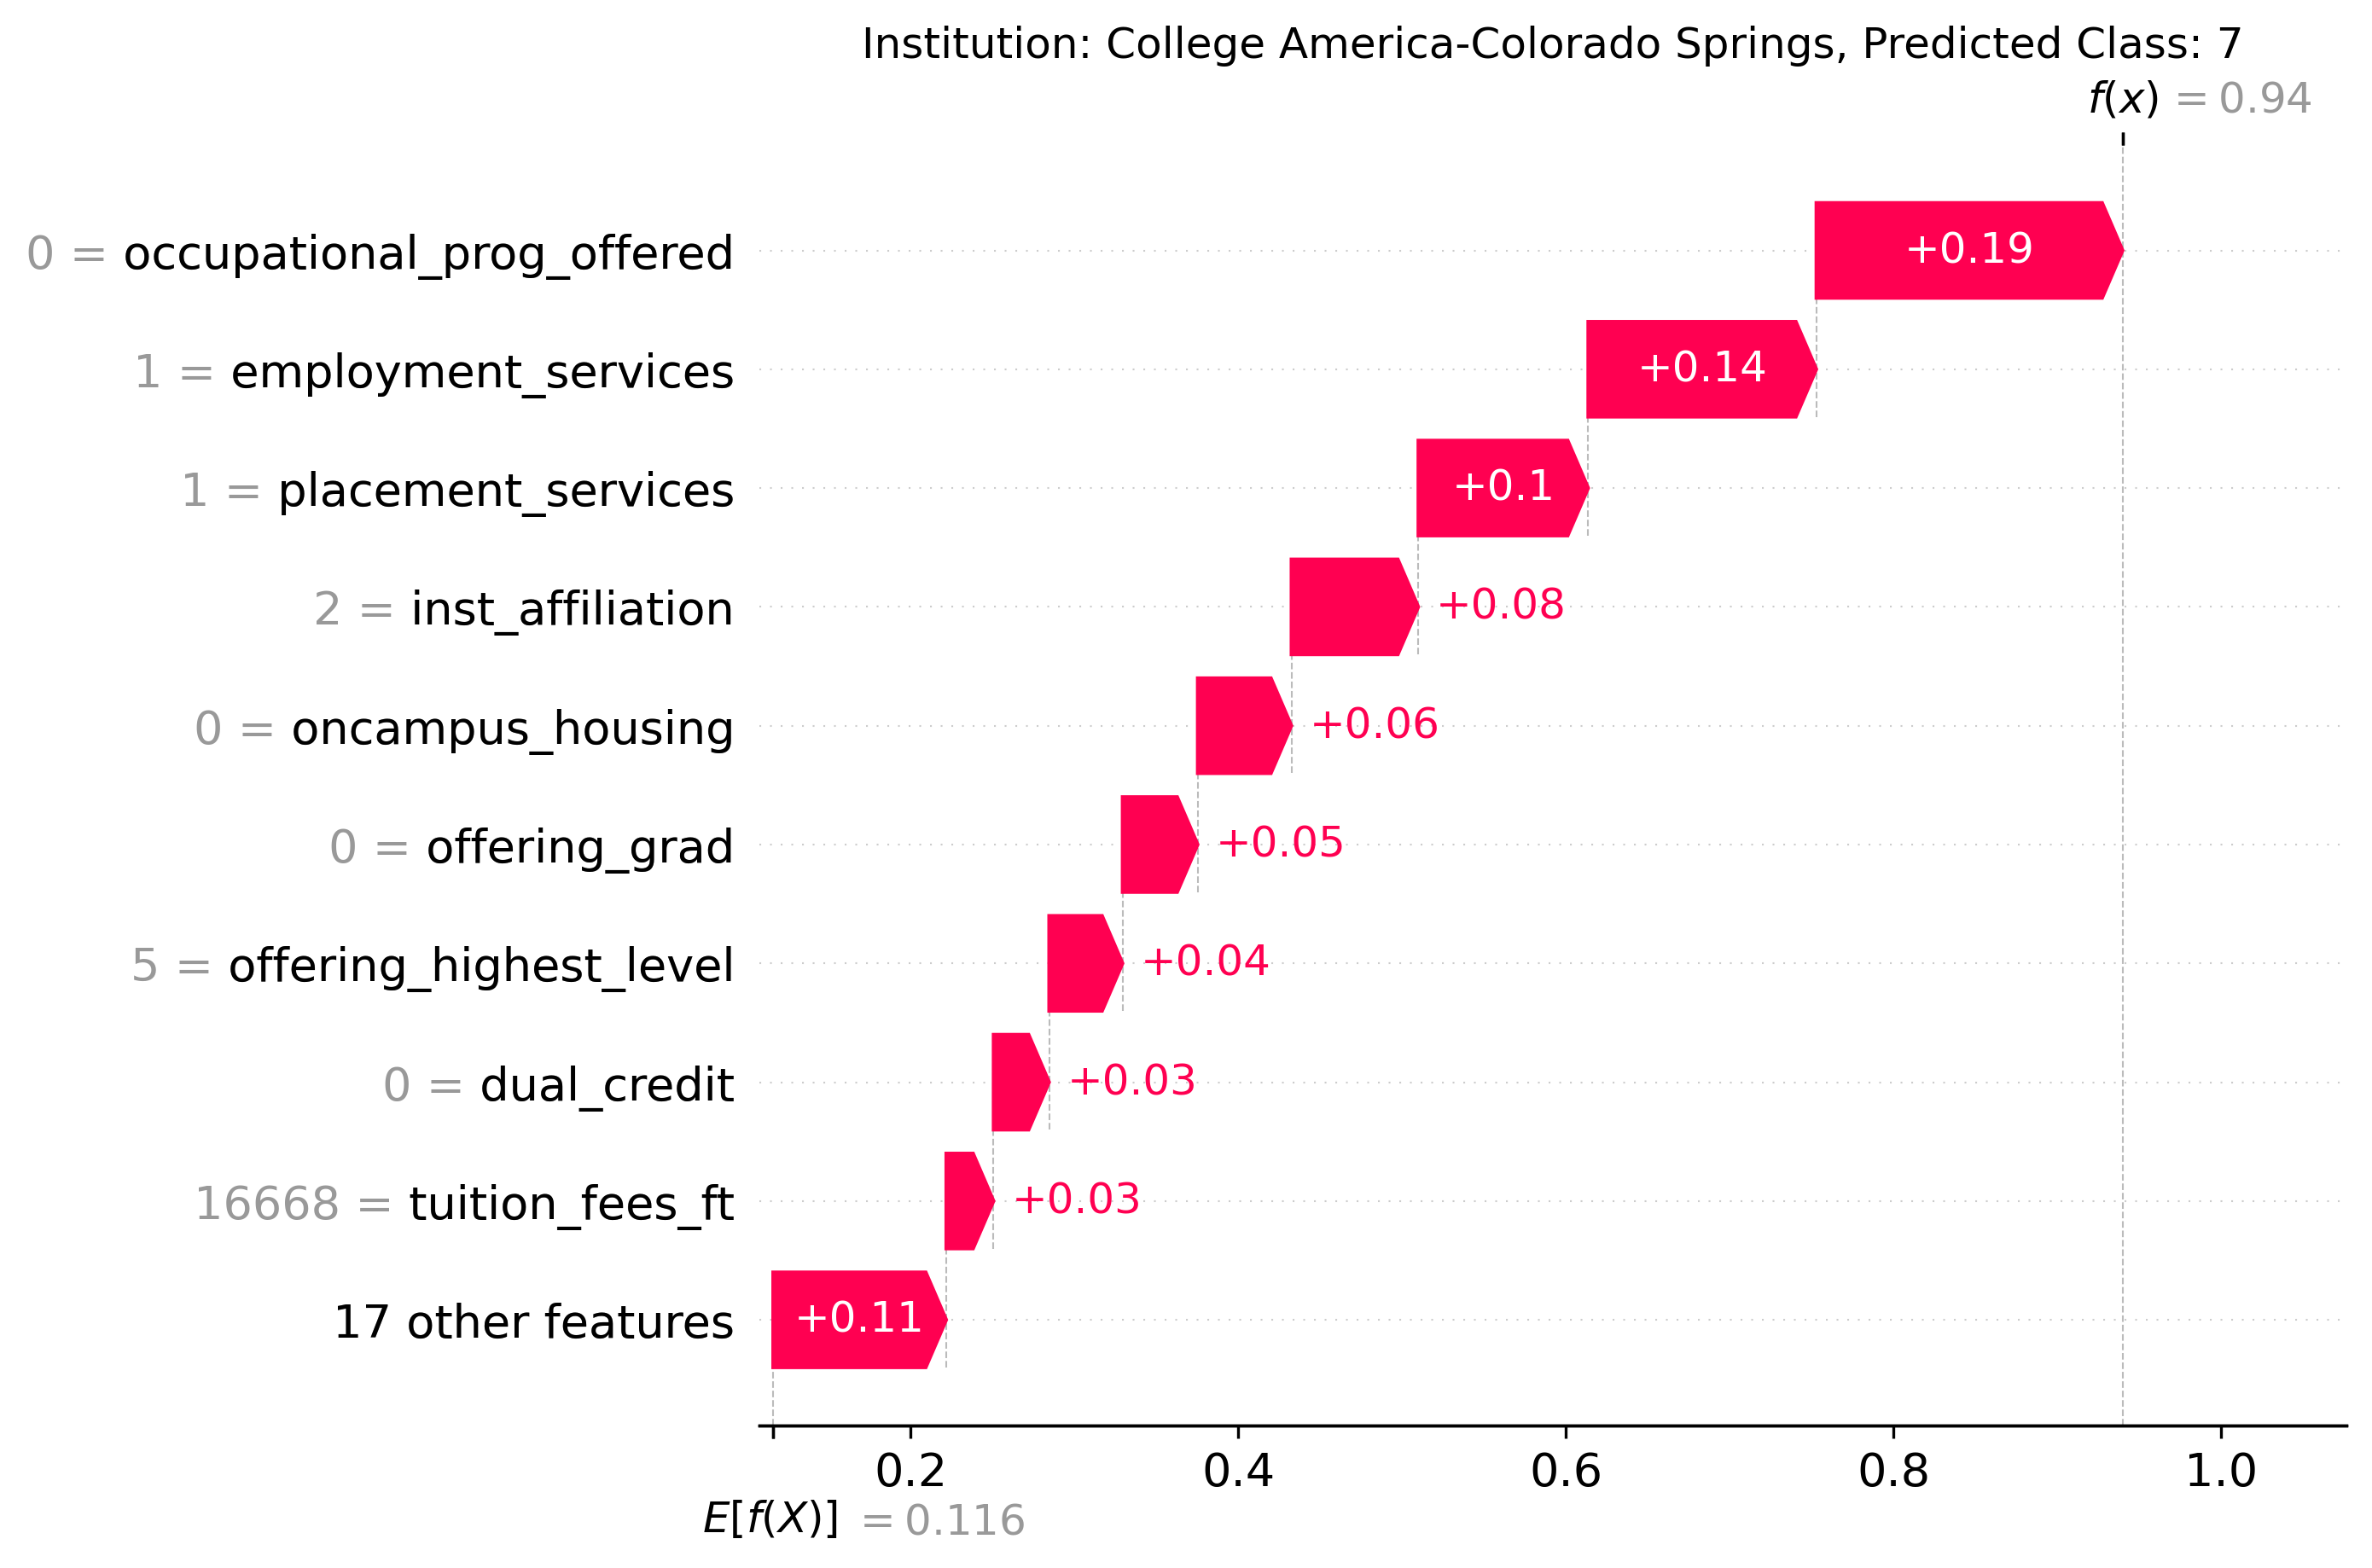 Institution: College America-Colorado Springs, Predicted Class: 7
f(x) = 0.94
0 = occupational_prog_offered +0.19
1 = employment_services +0.14
1 = placement_services +0.1
2 = inst_affiliation +0.08
0 = oncampus_housing +0.06
0 = offering_grad +0.05
5 = offering_highest_level +0.04
0 = dual_credit +0.03
16668 = tuition_fees_ft +0.03
17 other features +0.11
0.2 0.4 0.6 0.8 1.0
E[f(X)] = 0.116